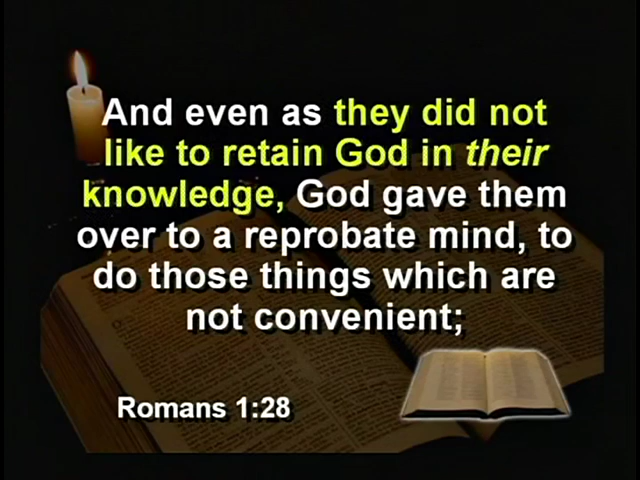 And even as they did not
like to retain God in their
knowledge, God gave them
over to a reprobate mind, to
do those things which are
not convenient;
Romans 1:28